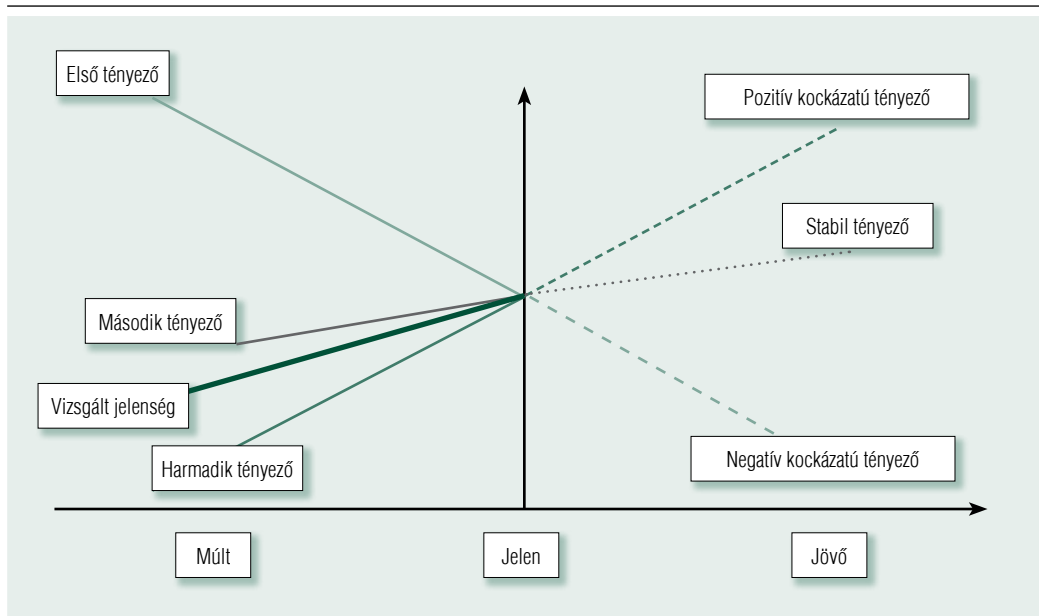 Első tényező
Pozitív kockázatú tényező
Stabil tényező
Második tényező
Vizsgált jelenség
Harmadik tényező
Negatív kockázatú tényező
Múlt
Jelen
Jövő